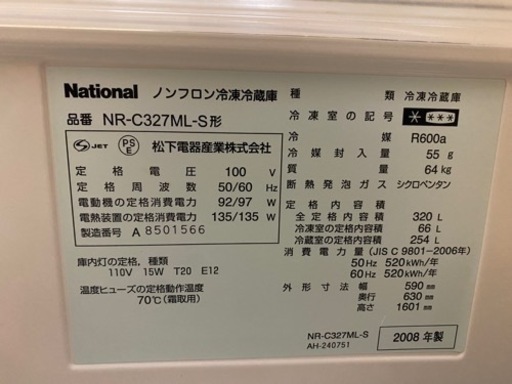 National ノンフロン冷凍冷蔵庫
品番 NR-C327ML-S形
S JET PSE 松下電器産業株式会社
定格電圧 100 V
定格周波数 50/60 Hz
電動機の定格消費電力 92/97 W
電熱装置の定格消費電力 135/135 W
製造番号 A 8501566
庫内灯の定格、種類
110V 15W T20 E12
温度ヒューズの定格動作温度
70℃(霜取用)
種類 冷凍冷蔵庫
冷凍室の記号 * ***
冷媒 R600a
冷媒封入量 55 g
質量 64 kg
断熱発泡ガス シクロペンタン
定格内容積
全定格内容積 320 L
冷凍室の定格内容積 66 L
冷蔵室の定格内容積 254 L
消費電力量(JIS C 9801-2006年)
50Hz 520kWh/年
60Hz 520kWh/年
外形寸法 幅 590 mm
奥行 630 mm
高さ 1601 mm
NR-C327ML-S
AH-240751
2008年製